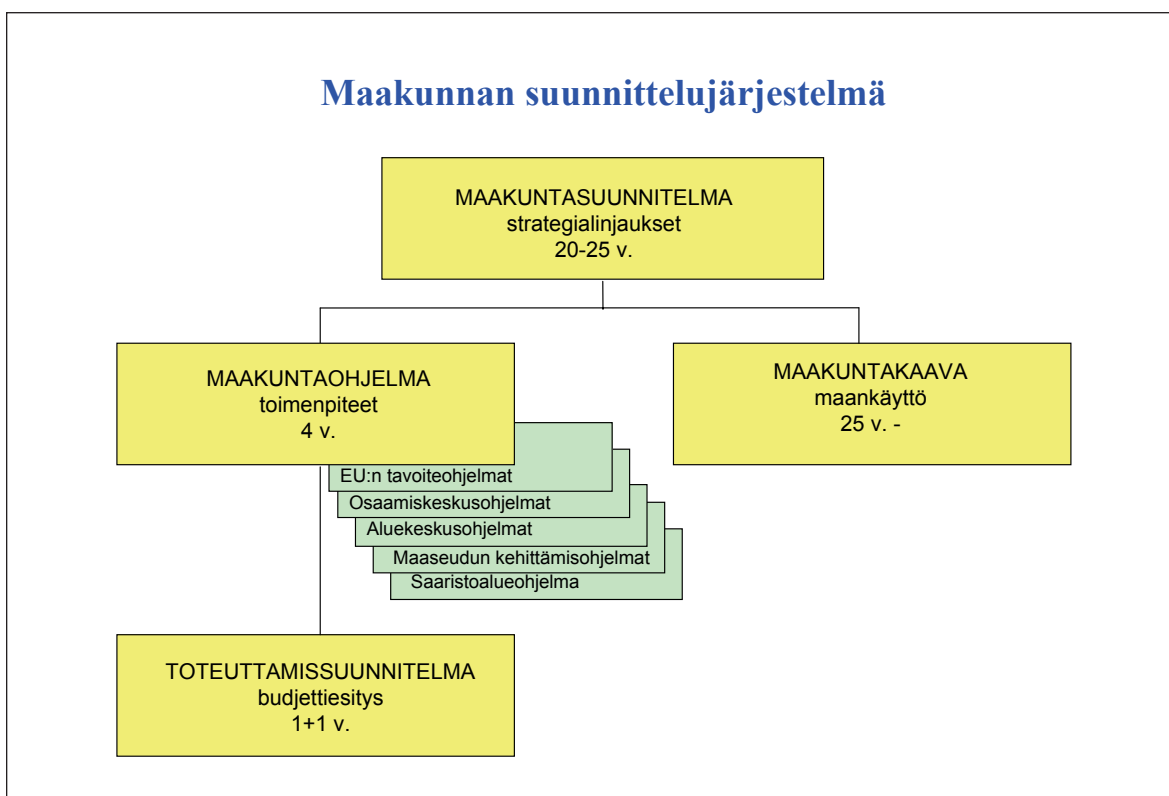 Maakunnan suunnittelujärjestelmä
MAAKUNTASUUNNITELMA
strategialinjaukset
20-25 v.
MAAKUNTAOHJELMA
toimenpiteet
4 v.
MAAKUNTAKAAVA
maankäyttö
25 v. -
EU:n tavoiteohjelmat
Osaamiskeskusohjelmat
Aluekeskusohjelmat
Maaseudun kehittämisohjelmat
Saaristoalueohjelma
TOTEUTTAMISSUUNNITELMA
budjettiesitys
1+1 v.